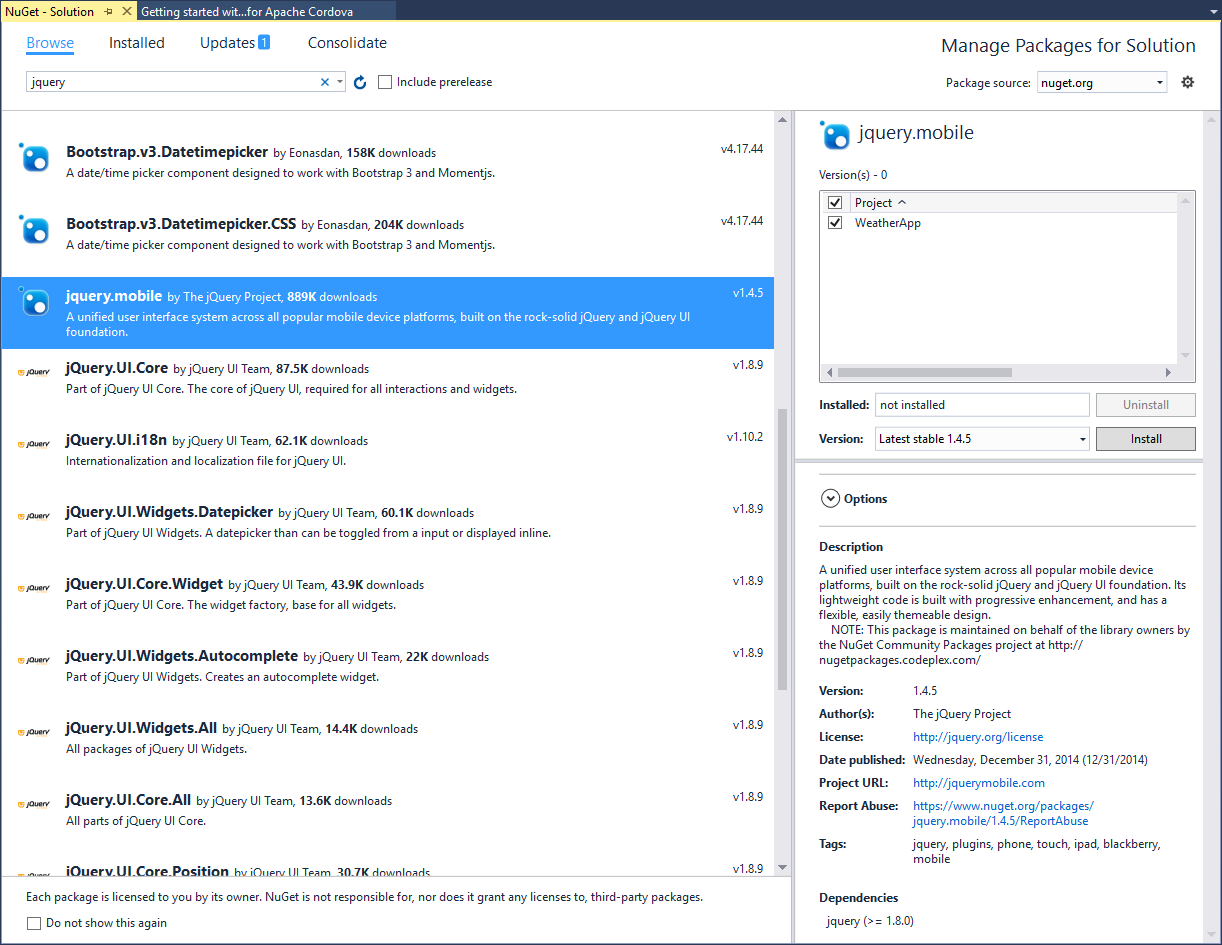 NuGet - Solution
Getting started wit...for Apache Cordova
Browse Installed Updates 1 Consolidate
Manage Packages for Solution
jquery
Include prerelease
Package source: nuget.org
Bootstrap.v3.Datetimepicker by Eonasdan, 158K downloads v4.17.44
A date/time picker component designed to work with Bootstrap 3 and Momentjs.
Bootstrap.v3.Datetimepicker.CSS by Eonasdan, 204K downloads v4.17.44
A date/time picker component designed to work with Bootstrap 3 and Momentjs.
jquery.mobile by The jQuery Project, 889K downloads v1.4.5
A unified user interface system across all popular mobile device platforms, built on the rock-solid jQuery and jQuery UI
foundation.
jQuery
jQuery.UI.Core by jQuery UI Team, 87.5K downloads v1.8.9
Part of jQuery UI Core. The core of jQuery UI, required for all interactions and widgets.
jQuery
jQuery.UI.i18n by jQuery UI Team, 62.1K downloads v1.10.2
Internationalization and localization file for jQuery UI.
jQuery
jQuery.UI.Widgets.Datepicker by jQuery UI Team, 60.1K downloads v1.8.9
Part of jQuery UI Widgets. A datepicker than can be toggled from a input or displayed inline.
jQuery
jQuery.UI.Core.Widget by jQuery UI Team, 43.9K downloads v1.8.9
Part of jQuery UI Core. The widget factory, base for all widgets.
jQuery
jQuery.UI.Widgets.Autocomplete by jQuery UI Team, 22K downloads v1.8.9
Part of jQuery UI Widgets. Creates an autocomplete widget.
jQuery
jQuery.UI.Widgets.All by jQuery UI Team, 14.4K downloads v1.8.9
All packages of jQuery UI Widgets.
jQuery
jQuery.UI.Core.All by jQuery UI Team, 13.6K downloads v1.8.9
All parts of jQuery UI Core.
jQuery.UI.Core.Position by jQuery UI Team, 30.7K downloads v1.8.9
Each package is licensed to you by its owner. NuGet is not responsible for, nor does it grant any licenses to, third-party packages.
Do not show this again
jquery.mobile
Version(s) - 0
Project
WeatherApp
Installed: not installed Uninstall
Version: Latest stable 1.4.5 Install
Options
Description
A unified user interface system across all popular mobile device
platforms, built on the rock-solid jQuery and jQuery UI foundation. Its
lightweight code is built with progressive enhancement, and has a
flexible, easily themeable design.
NOTE: This package is maintained on behalf of the library owners by
the NuGet Community Packages project at http://
nugetpackages.codeplex.com/
Version: 1.4.5
Author(s): The jQuery Project
License: http://jquery.org/license
Date published: Wednesday, December 31, 2014 (12/31/2014)
Project URL: http://jquerymobile.com
Report Abuse: https://www.nuget.org/packages/
jquery.mobile/1.4.5/ReportAbuse
Tags: jquery, plugins, phone, touch, ipad, blackberry,
mobile
Dependencies
jquery (>= 1.8.0)